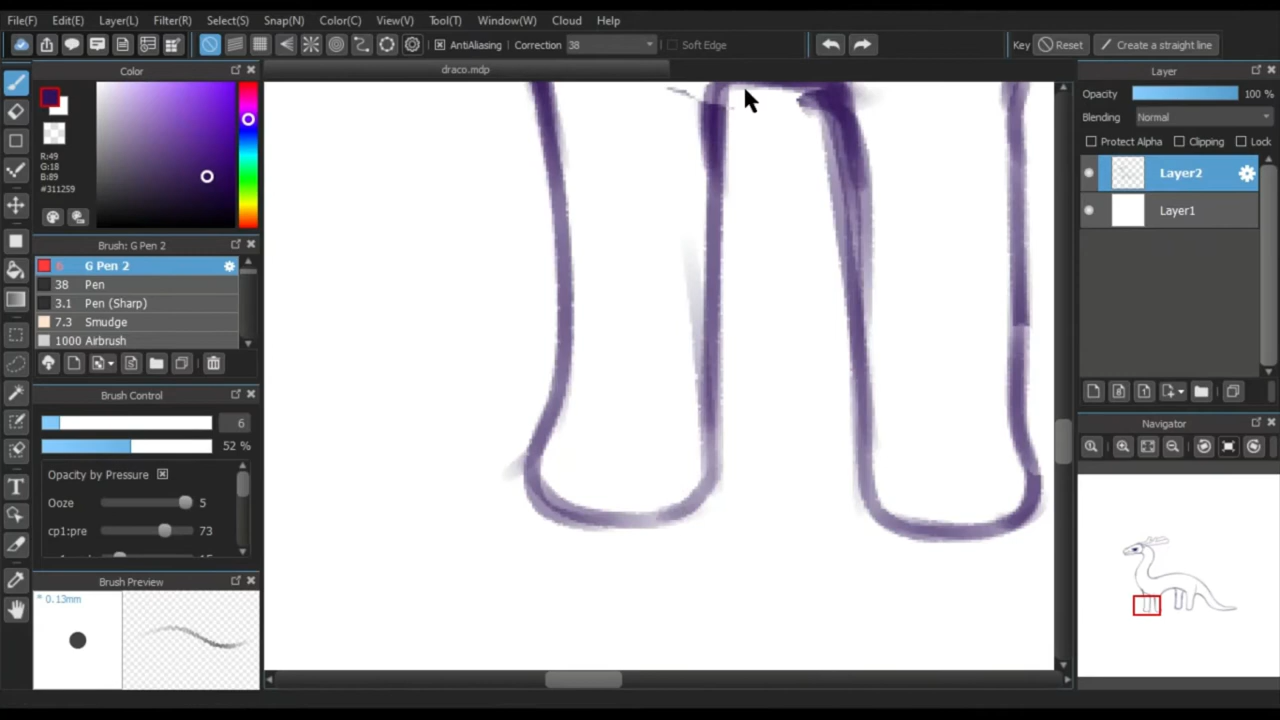 File(F) Edit(E) Layer(L) Filter(R) Select(S) Snap(N) Color(C) View(V) Tool(T) Window(W) Cloud Help
AntiAliasing Correction 38 Soft Edge Key Reset Create a straight line
Color
draco.mdp
Layer
R:49
G:18
B:89
#311259
Opacity 100 %
Blending Normal
Protect Alpha Clipping Lock
Layer2
Layer1
Brush: G Pen 2
6 G Pen 2
38 Pen
3.1 Pen (Sharp)
7.3 Smudge
1000 Airbrush
Brush Control
6
52 %
Opacity by Pressure
Ooze 5
cp1:pre 73
Brush Preview
* 0.13mm
Navigator